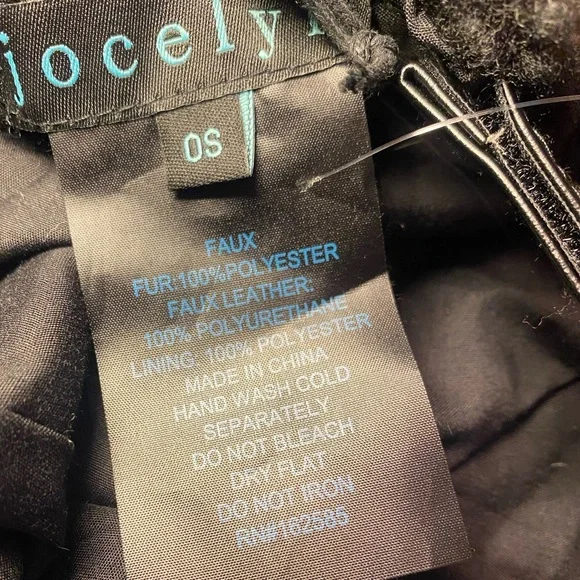 jocelyn
OS
FAUX
FUR:100%POLYESTER
FAUX LEATHER:
100% POLYURETHANE
LINING: 100% POLYESTER
MADE IN CHINA
HAND WASH COLD
SEPARATELY
DO NOT BLEACH
DRY FLAT
DO NOT IRON
RN#162585